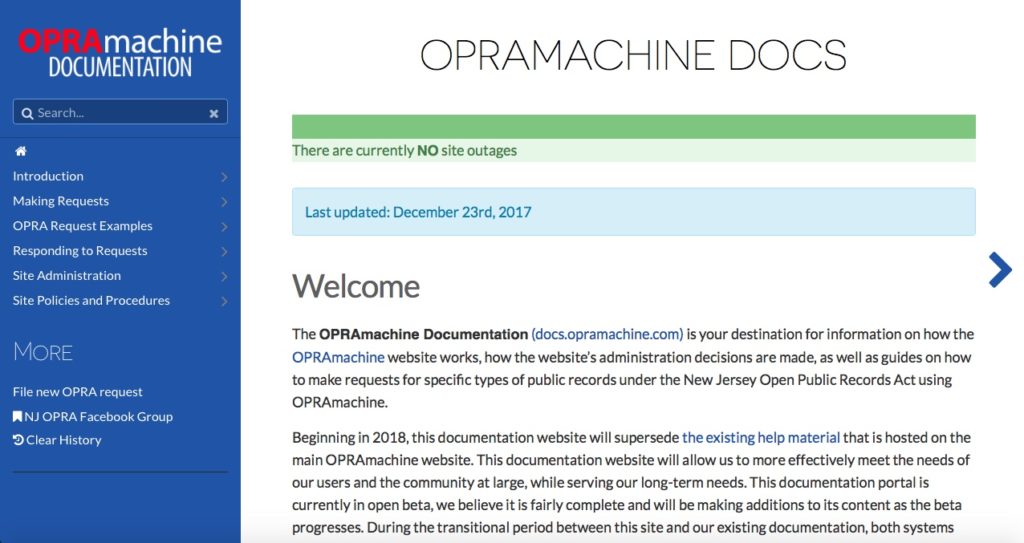 OPRAmachine
DOCUMENTATION
Search...
Introduction
Making Requests
OPRA Request Examples
Responding to Requests
Site Administration
Site Policies and Procedures
MORE
File new OPRA request
NJ OPRA Facebook Group
Clear History
OPRAMACHINE DOCS
There are currently NO site outages
Last updated: December 23rd, 2017
Welcome
The OPRAmachine Documentation (docs.opramachine.com) is your destination for information on how the
OPRAmachine website works, how the website's administration decisions are made, as well as guides on how
to make requests for specific types of public records under the New Jersey Open Public Records Act using
OPRAmachine.
Beginning in 2018, this documentation website will supersede the existing help material that is hosted on the
main OPRAmachine website. This documentation website will allow us to more effectively meet the needs of
our users and the community at large, while serving our long-term needs. This documentation portal is
currently in open beta, we believe it is fairly complete and will be making additions to its content as the beta
progresses. During the transitional period between this site and our existing documentation, both systems